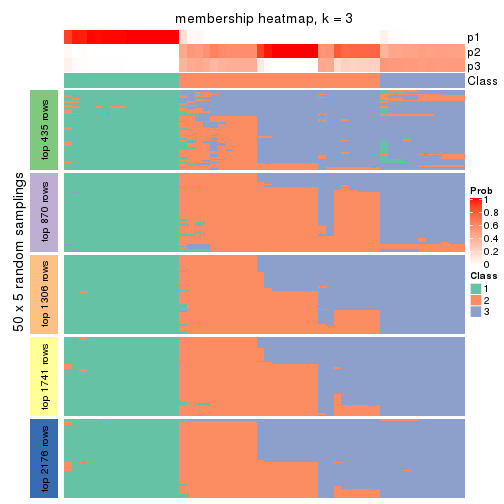 membership heatmap, k = 3
p1
p2
p3
Class
50 x 5 random samplings
top 435 rows
top 870 rows
top 1306 rows
top 1741 rows
top 2176 rows
Prob
1
0.8
0.6
0.4
0.2
0
Class
1
2
3